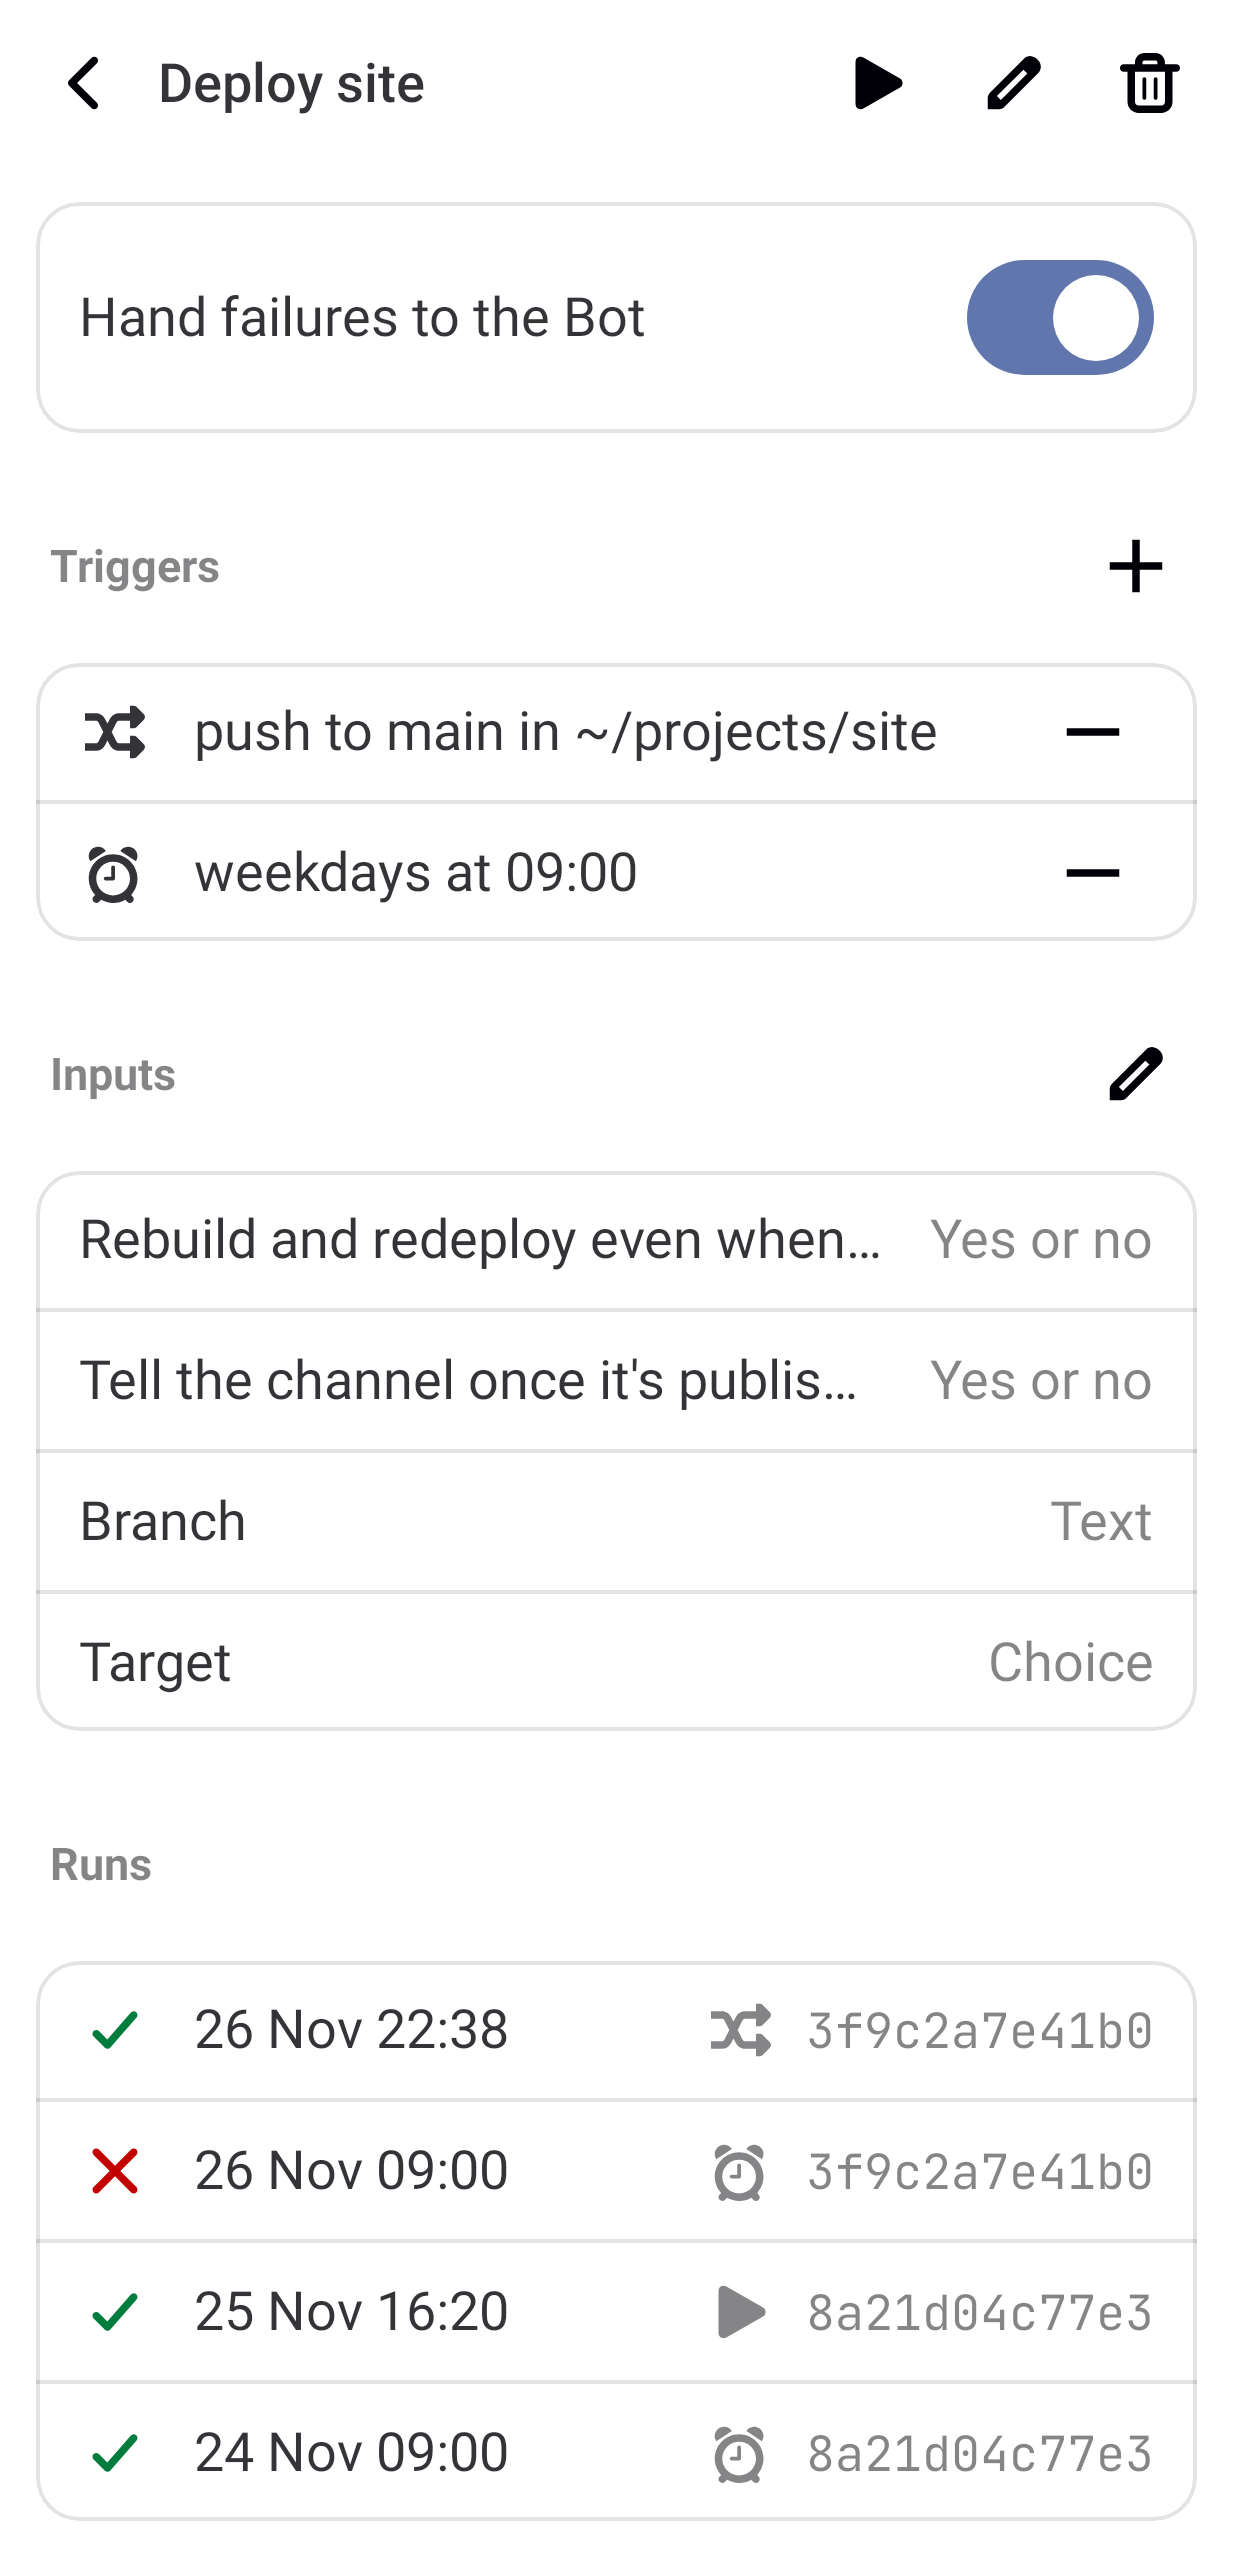 Deploy site
Hand failures to the Bot
Triggers
push to main in ~/projects/site
weekdays at 09:00
Inputs
Rebuild and redeploy even when… Yes or no
Tell the channel once it's publis… Yes or no
Branch Text
Target Choice
Runs
26 Nov 22:38 3f9c2a7e41b0
26 Nov 09:00 3f9c2a7e41b0
25 Nov 16:20 8a21d04c77e3
24 Nov 09:00 8a21d04c77e3